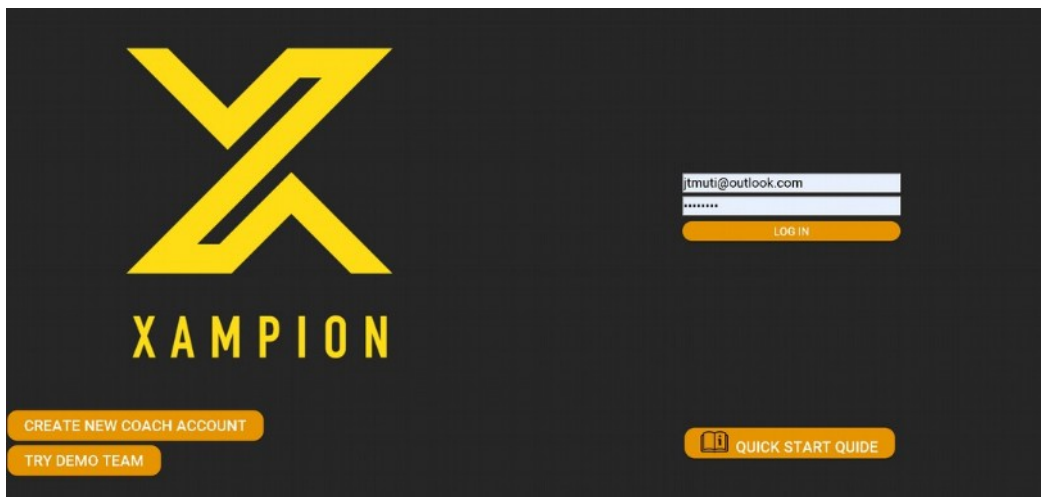 XAMPION
jtmuti@outlook.com
••••••••
LOG IN
CREATE NEW COACH ACCOUNT
TRY DEMO TEAM
QUICK START QUIDE